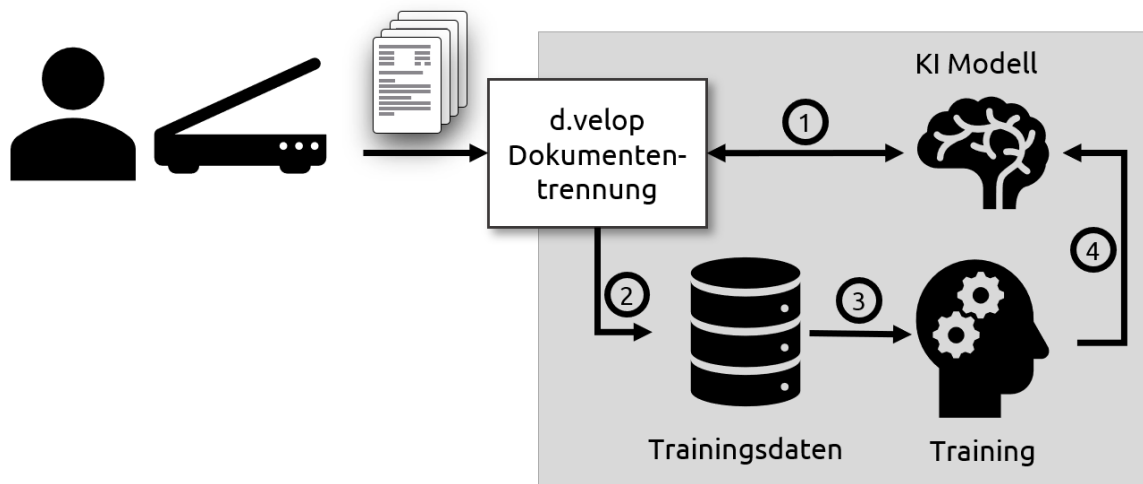 KI Modell
d.velop
Dokumenten-
trennung
1
2
3
4
Trainingsdaten
Training